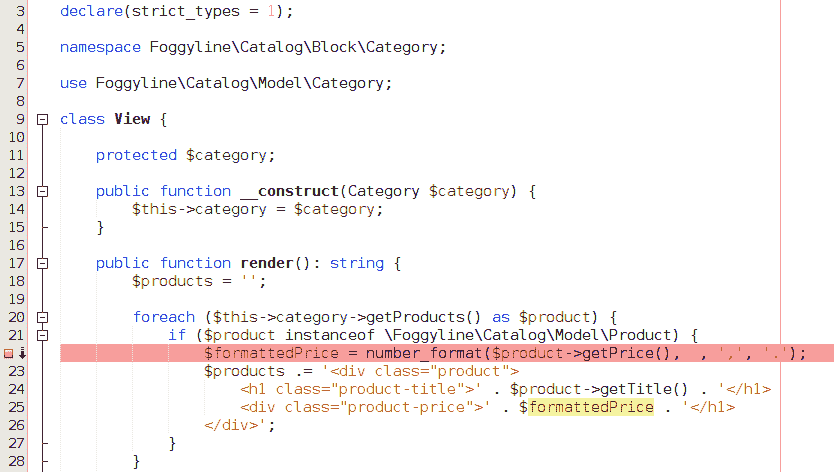 3 declare(strict_types = 1);
4
5 namespace Foggyline\Catalog\Block\Category;
6
7 use Foggyline\Catalog\Model\Category;
8
9 class View {
10
11 protected $category;
12
13 public function __construct(Category $category) {
14 $this->category = $category;
15 }
16
17 public function render(): string {
18 $products = '';
19
20 foreach ($this->category->getProducts() as $product) {
21 if ($product instanceof \Foggyline\Catalog\Model\Product) {
$formattedPrice = number_format($product->getPrice(), , ',', '.');
23 $products .= '<div class="product">
24 <h1 class="product-title">' . $product->getTitle() . '</h1>
25 <div class="product-price">' . $formattedPrice . '</h1>
26 </div>';
27 }
28 }